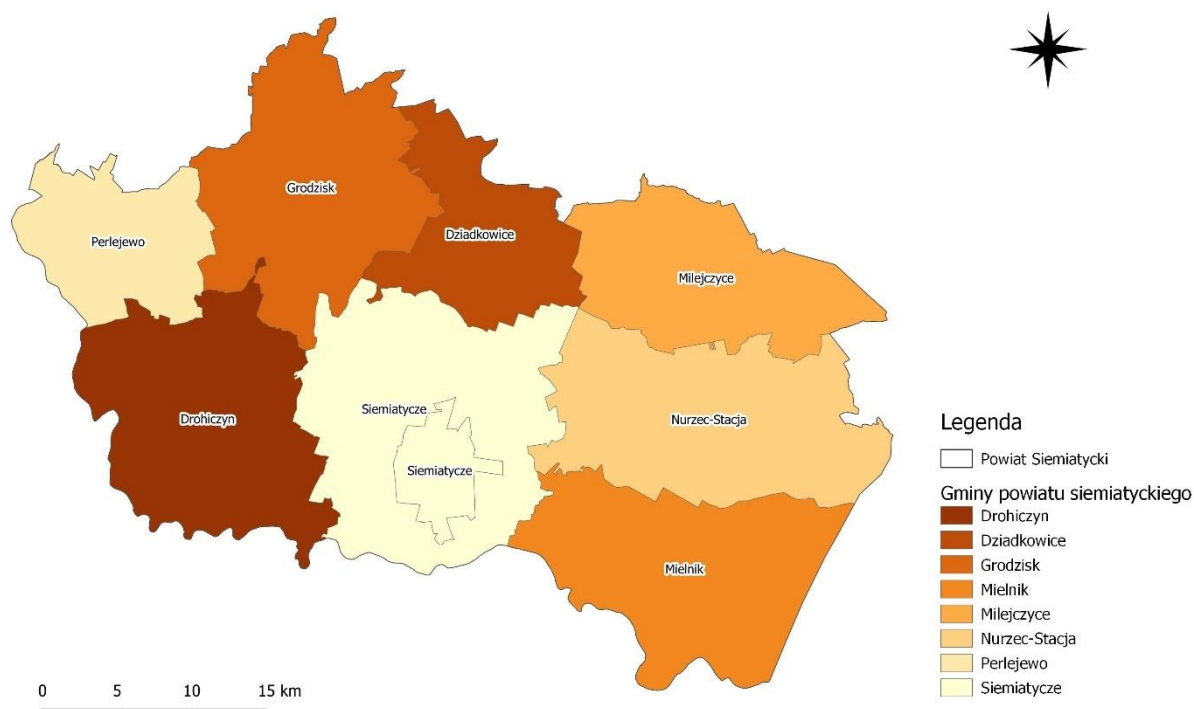 Grodzisk
Perlejewo
Dziadkowice
Milejczyce
Drohiczyn
Siemiatycze
Siemiatycze
Nurzec-Stacja
Mielnik
Legenda
Powiat Siemiatycki
Gminy powiatu siemiatyckiego
Drohiczyn
Dziadkowice
Grodzisk
Mielnik
Milejczyce
Nurzec-Stacja
Perlejewo
Siemiatycze
0 5 10 15 km